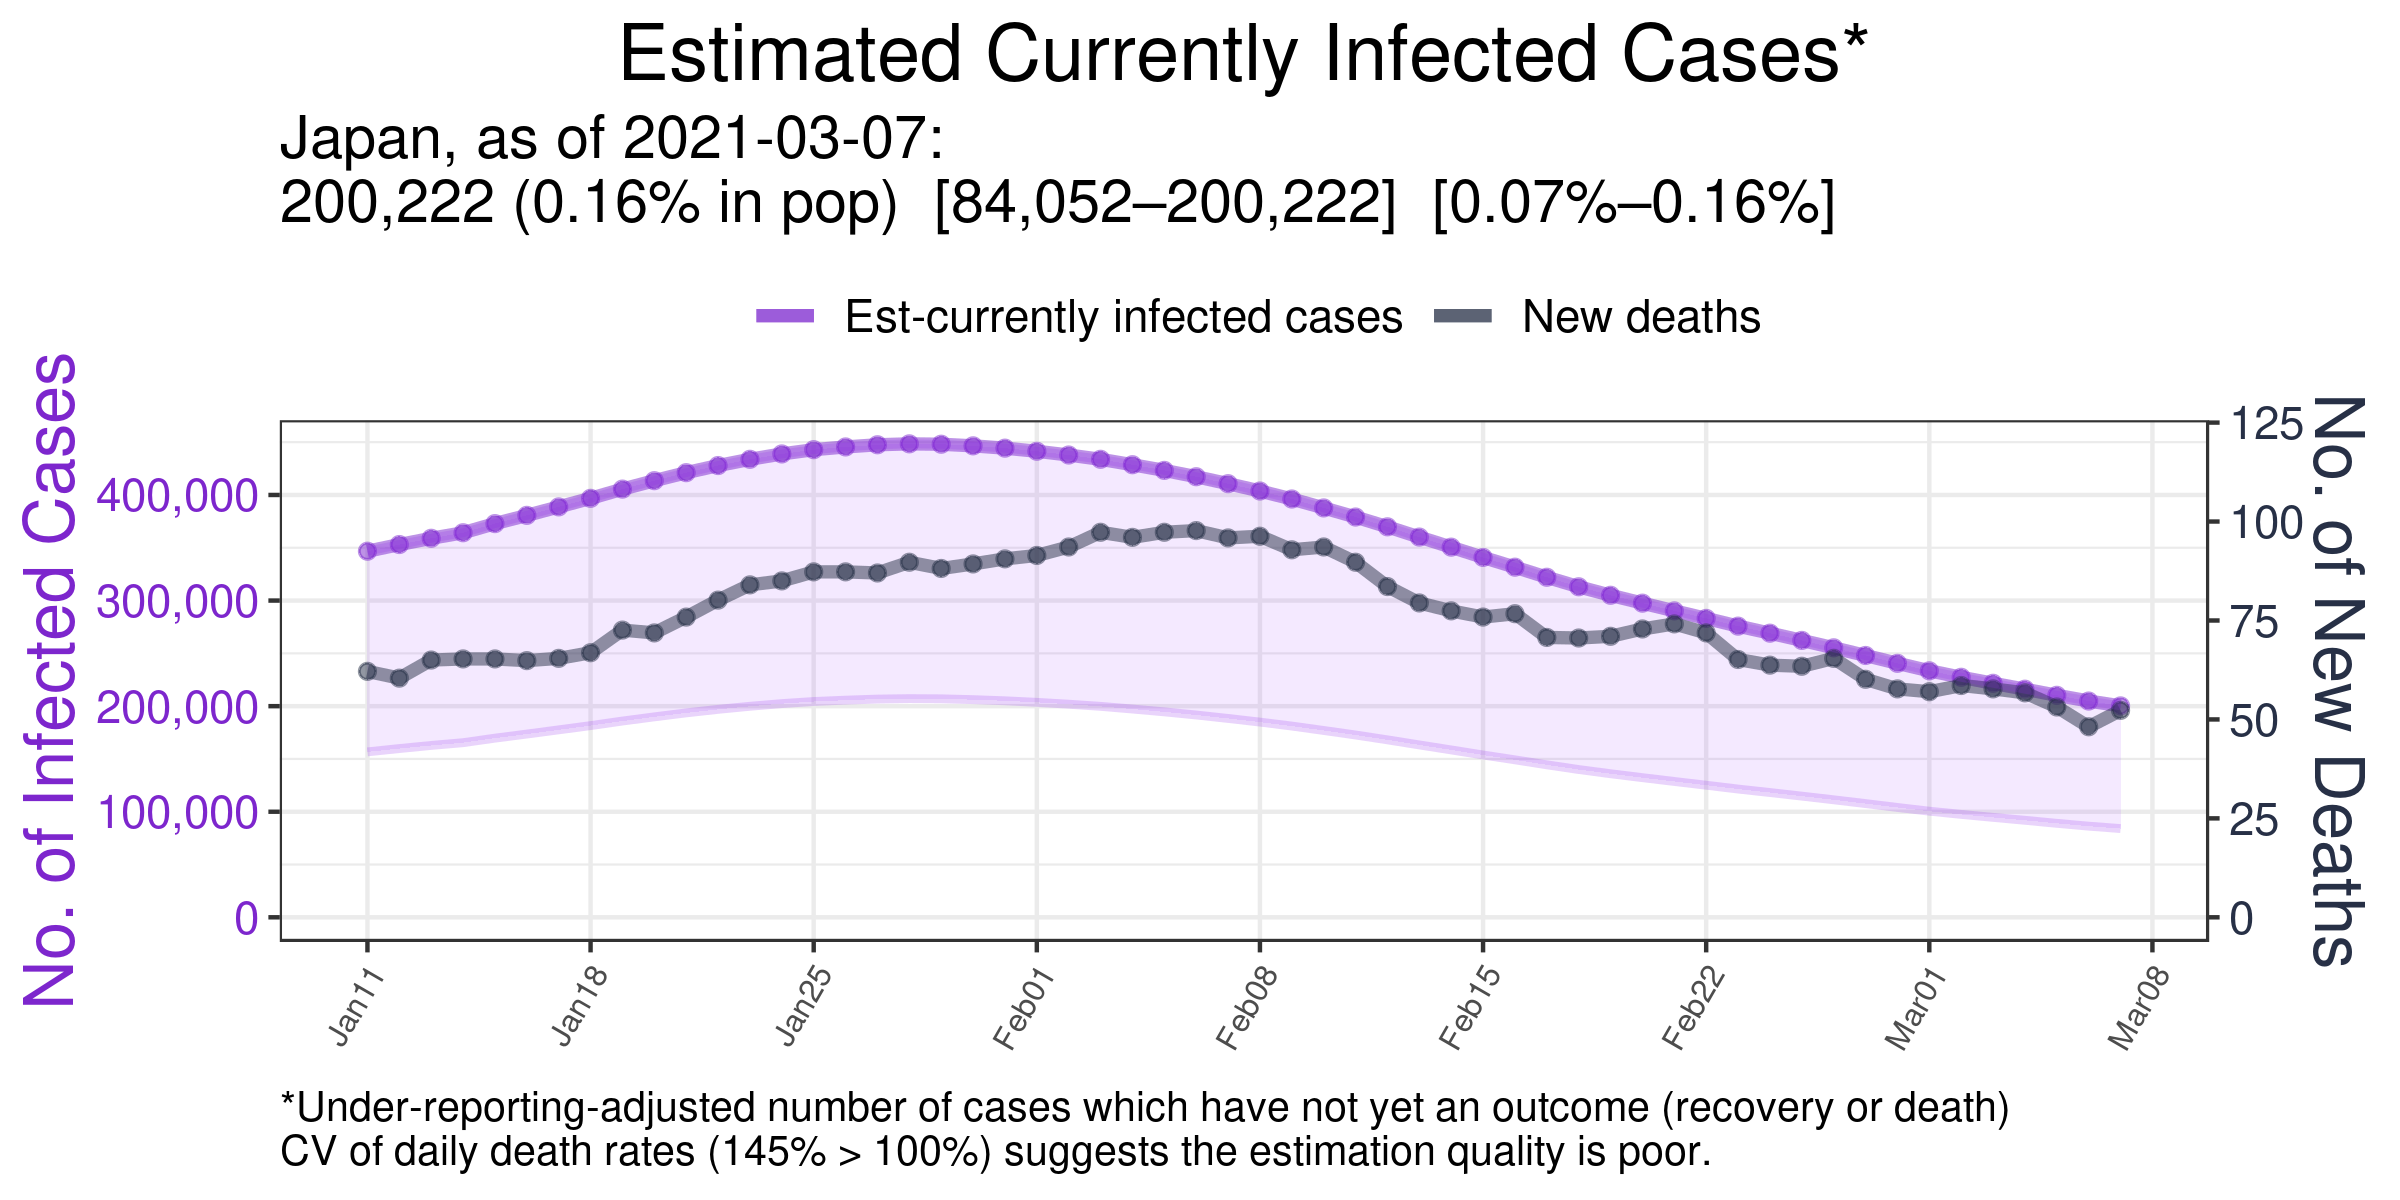 Estimated Currently Infected Cases*
Japan, as of 2021-03-07:
200,222 (0.16% in pop)  [84,052–200,222]  [0.07%–0.16%]
Est-currently infected cases
New deaths
No. of Infected Cases
400,000
300,000
200,000
100,000
0
125
100
75
50
25
0
No. of New Deaths
Jan11
Jan18
Jan25
Feb01
Feb08
Feb15
Feb22
Mar01
Mar08
*Under-reporting-adjusted number of cases which have not yet an outcome (recovery or death)
CV of daily death rates (145% > 100%) suggests the estimation quality is poor.